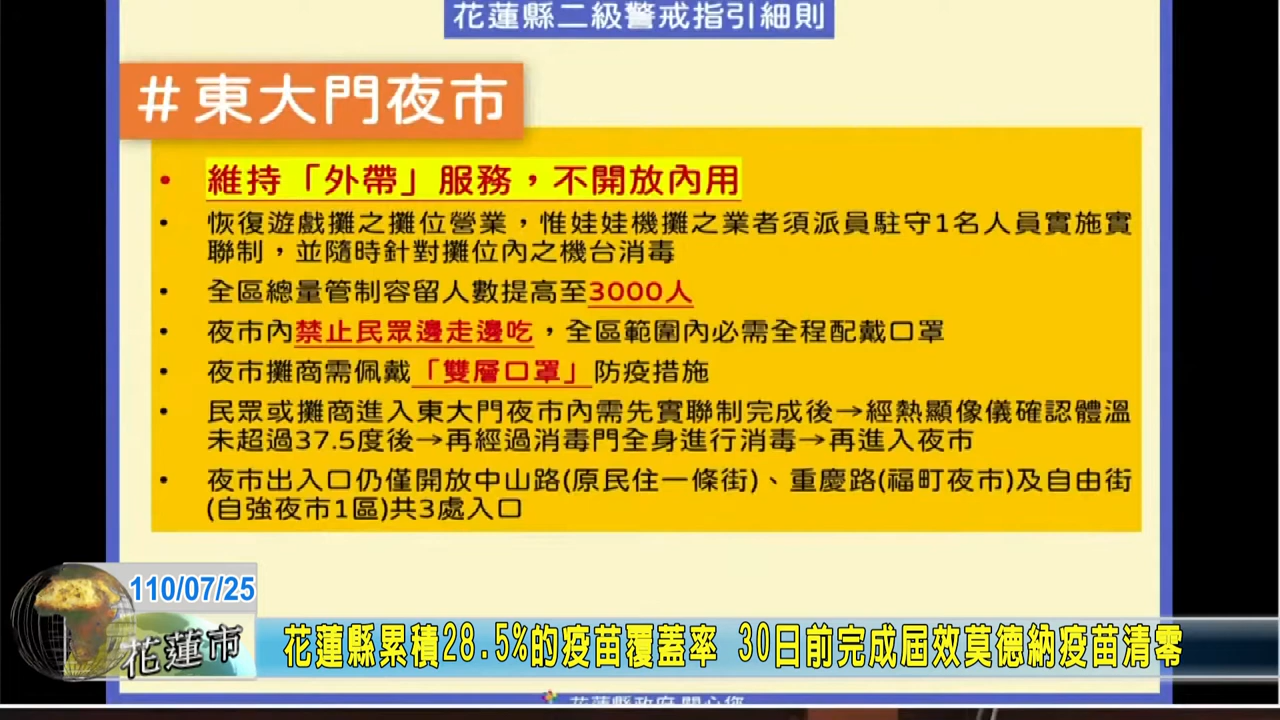 花蓮縣二級警戒指引細則
#東大門夜市
• 維持「外帶」服務，不開放內用
• 恢復遊戲攤之攤位營業，惟娃娃機攤之業者須派員駐守1名人員實施實
聯制，並隨時針對攤位內之機台消毒
• 全區總量管制容留人數提高至3000人
• 夜市內禁止民眾邊走邊吃，全區範圍內必需全程配戴口罩
• 夜市攤商需佩戴「雙層口罩」防疫措施
• 民眾或攤商進入東大門夜市內需先實聯制完成後→經熱顯像儀確認體溫
未超過37.5度後→再經過消毒門全身進行消毒→再進入夜市
• 夜市出入口仍僅開放中山路(原民住一條街)、重慶路(福町夜市)及自由街
(自強夜市1區)共3處入口
110/07/25
花蓮市
花蓮縣累積28.5%的疫苗覆蓋率 30日前完成屆效莫德納疫苗清零
花蓮縣政府 關心您